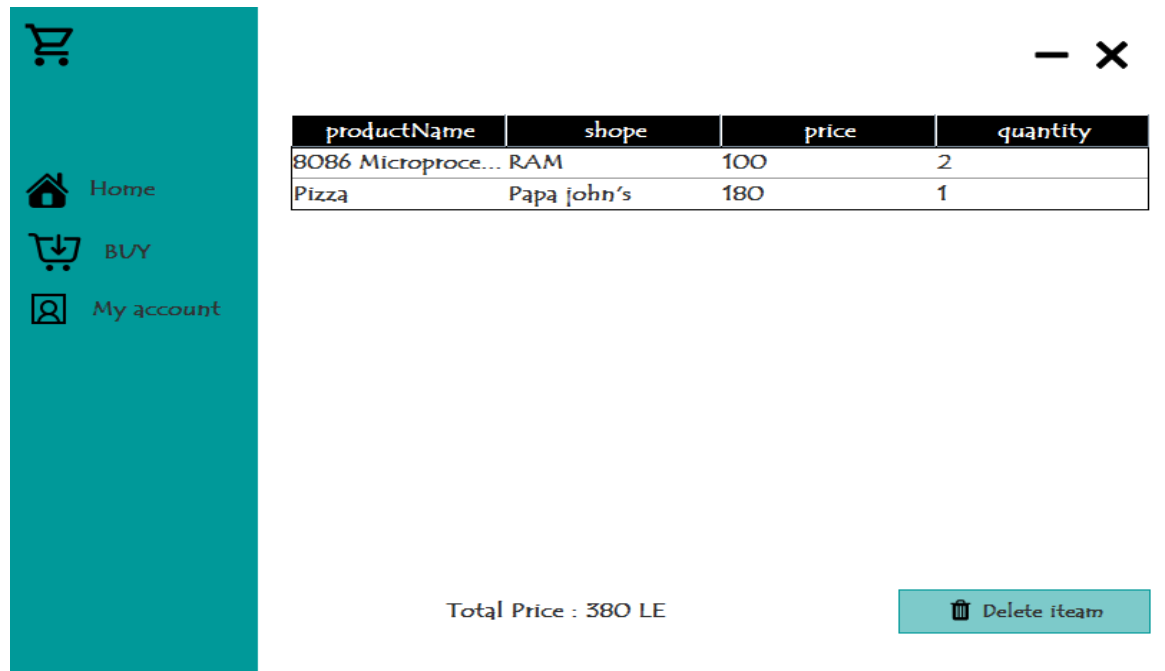 Home
BUY
My account
productName shope price quantity
8086 Microproce... RAM 100 2
Pizza Papa john's 180 1
Total Price : 380 LE
Delete iteam